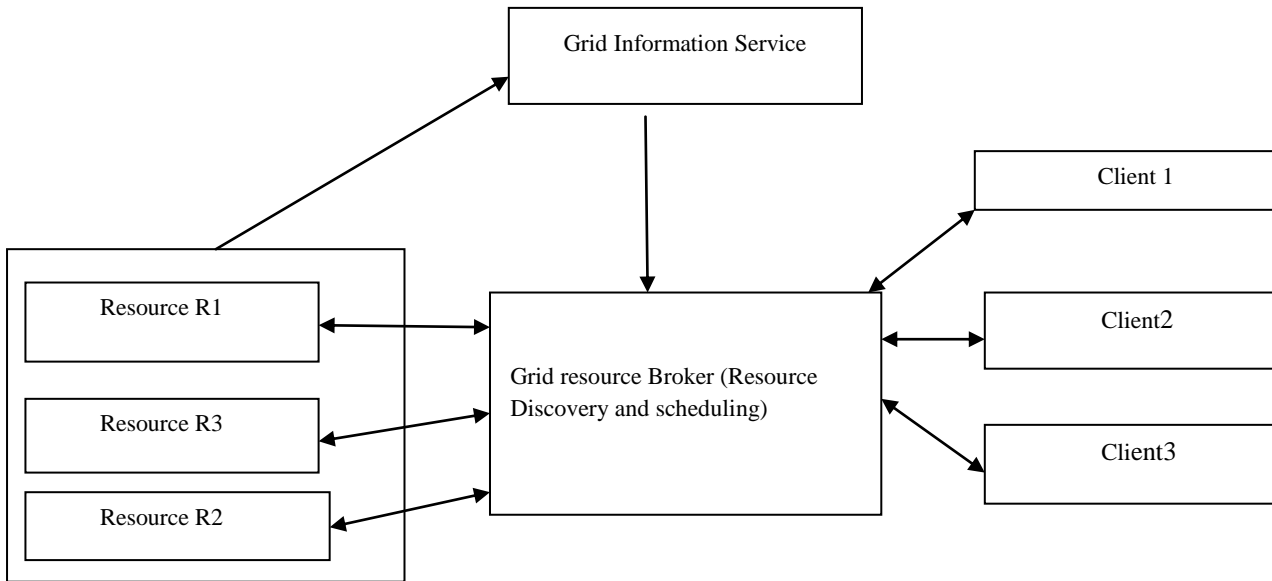 Grid Information Service
Client 1
Resource R1
Client2
Grid resource Broker (Resource
Discovery and scheduling)
Resource R3
Client3
Resource R2